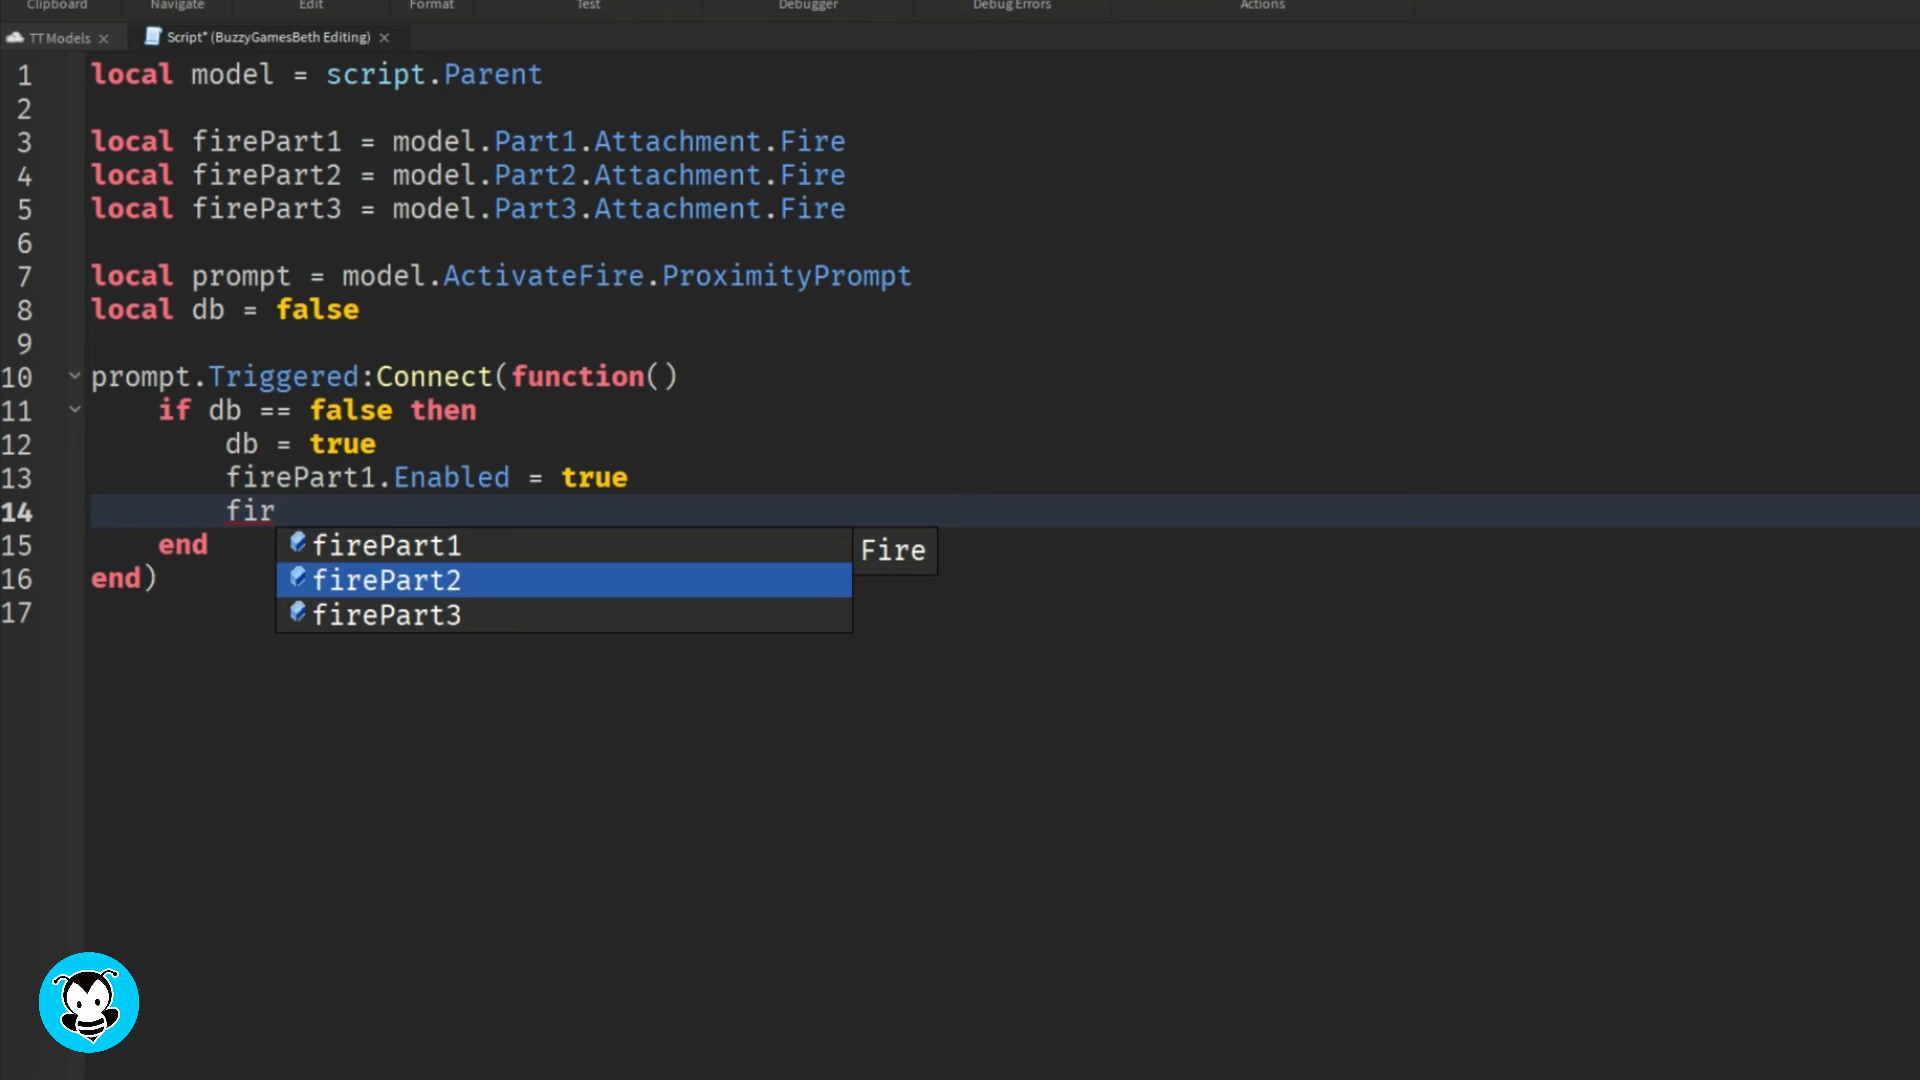 Clipboard Navigate Edit Format Test Debugger Debug Errors Actions
TT Models Script* (BuzzyGamesBeth Editing)
1 local model = script.Parent
2
3 local firePart1 = model.Part1.Attachment.Fire
4 local firePart2 = model.Part2.Attachment.Fire
5 local firePart3 = model.Part3.Attachment.Fire
6
7 local prompt = model.ActivateFire.ProximityPrompt
8 local db = false
9
10 prompt.Triggered:Connect(function()
11 if db == false then
12 db = true
13 firePart1.Enabled = true
14 fir
15 end firePart1 Fire
16 end) firePart2
17 firePart3